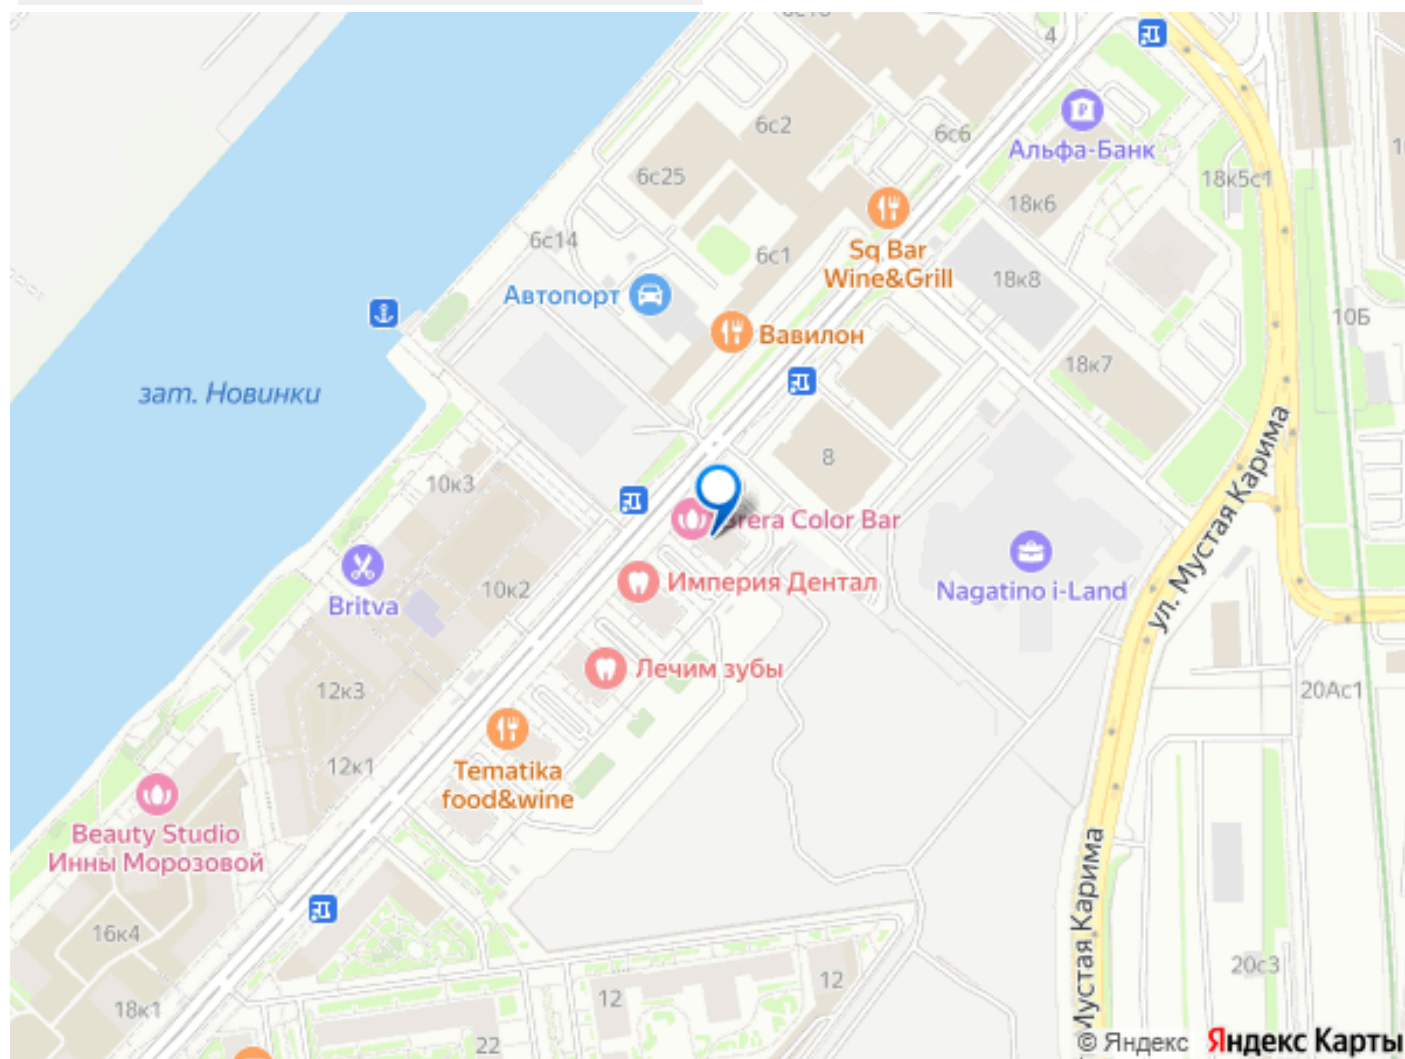 4
6с2
6с6
Альфа-Банк
6с25
18к5с1
18к6
6с14
6с1
Sq Bar
Wine&Grill
18к8
Автопорт
Вавилон
10Б
18к7
зат. Новинки
8
10к3
Brera Color Bar
ул. Мустая Карима
Империя Дентал
Nagatino i-Land
10к2
Britva
Лечим зубы
12к3
20Ас1
12к1
Tematika
food&wine
Beauty Studio
Инны Морозовой
Мустая Карима
16к4
20с3
12
12
18к1
22
© Яндекс Яндекс Карты